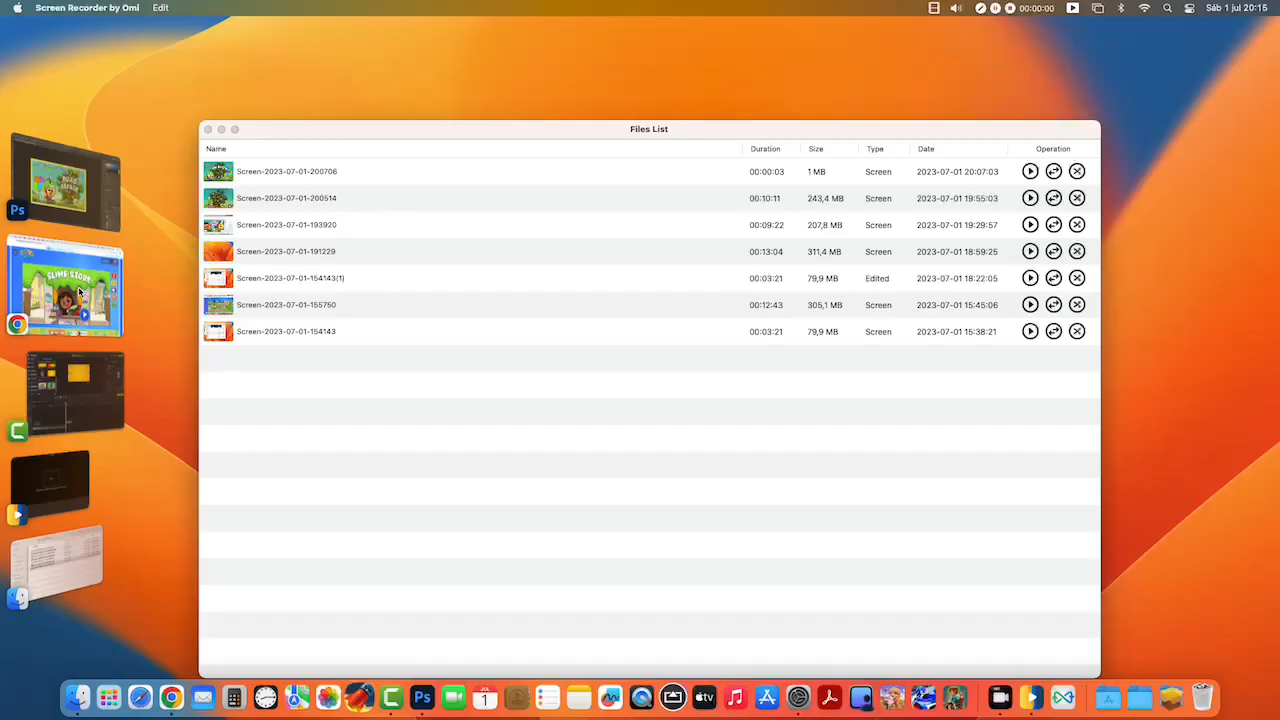 Screen Recorder by Omi Edit 00:00:00 Sáb 1 jul 20:15
Files List
Name Duration Size Type Date Operation
Screen-2023-07-01-200706 00:00:03 1 MB Screen 2023-07-01 20:07:03
Screen-2023-07-01-200514 00:10:11 243,4 MB Screen 2023-07-01 19:55:03
Screen-2023-07-01-193920 00:09:22 207,8 MB Screen 2023-07-01 19:29:57
Screen-2023-07-01-191229 00:13:04 311,4 MB Screen 2023-07-01 18:59:25
Screen-2023-07-01-154143(1) 00:03:21 79,9 MB Edited 2023-07-01 18:22:05
Screen-2023-07-01-155750 00:12:43 305,1 MB Screen 2023-07-01 15:45:06
Screen-2023-07-01-154143 00:03:21 79,9 MB Screen 2023-07-01 15:38:21
Ps
SLIME STORE
JUL
1
Ps
tv